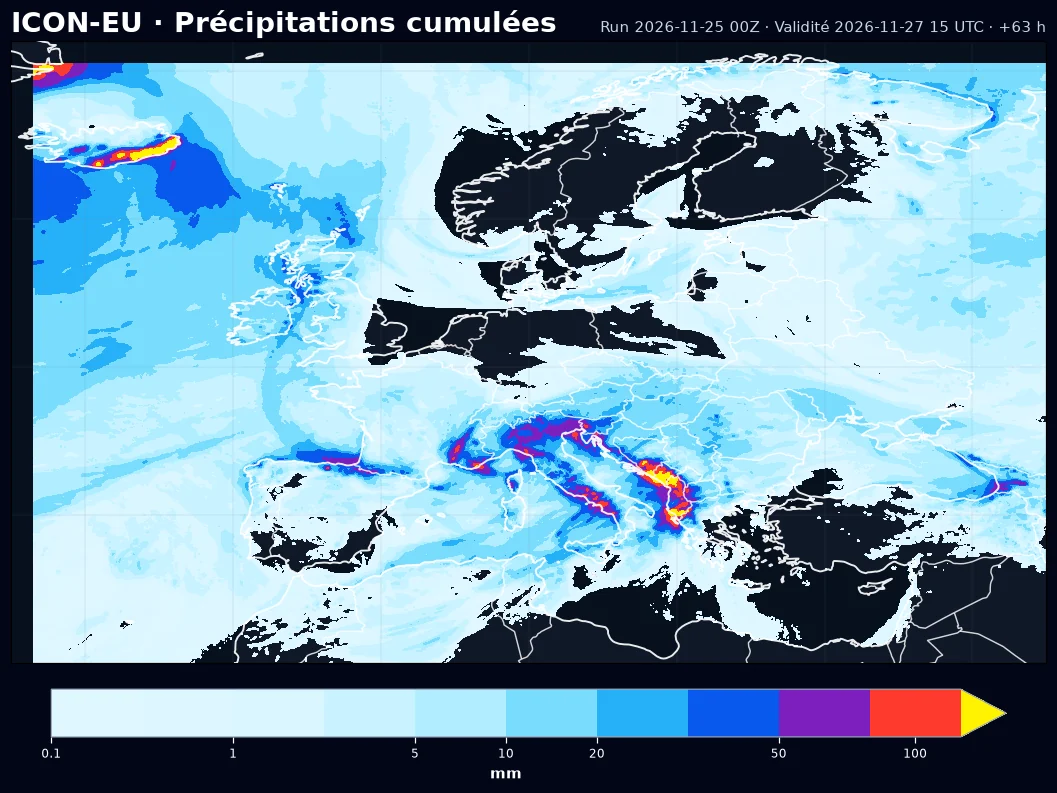 ICON-EU · Précipitations cumulées
Run 2026-11-25 00Z · Validité 2026-11-27 15 UTC · +63 h
0.1 1 5 10 20 50 100
mm